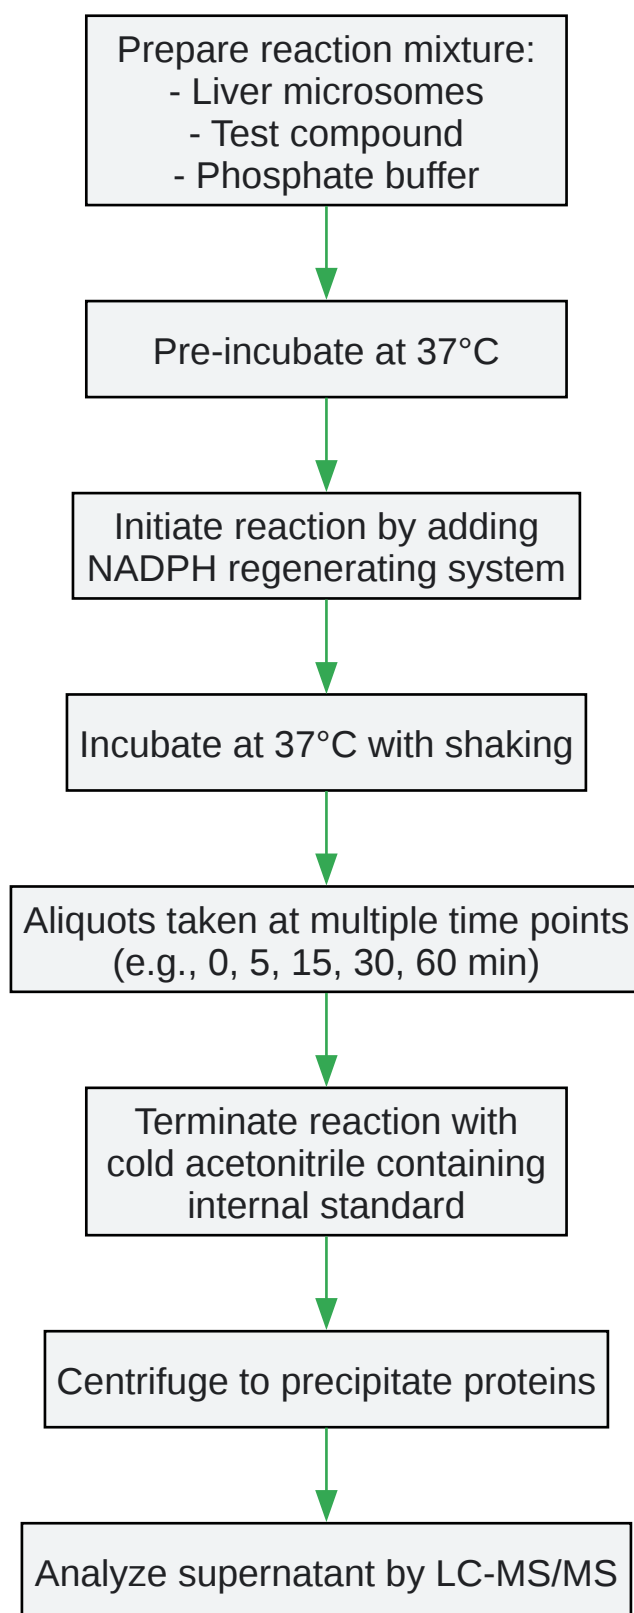 Prepare reaction mixture:
- Liver microsomes
- Test compound
- Phosphate buffer
Pre-incubate at 37°C
Initiate reaction by adding
NADPH regenerating system
Incubate at 37°C with shaking
Aliquots taken at multiple time points
(e.g., 0, 5, 15, 30, 60 min)
Terminate reaction with
cold acetonitrile containing
internal standard
Centrifuge to precipitate proteins
Analyze supernatant by LC-MS/MS